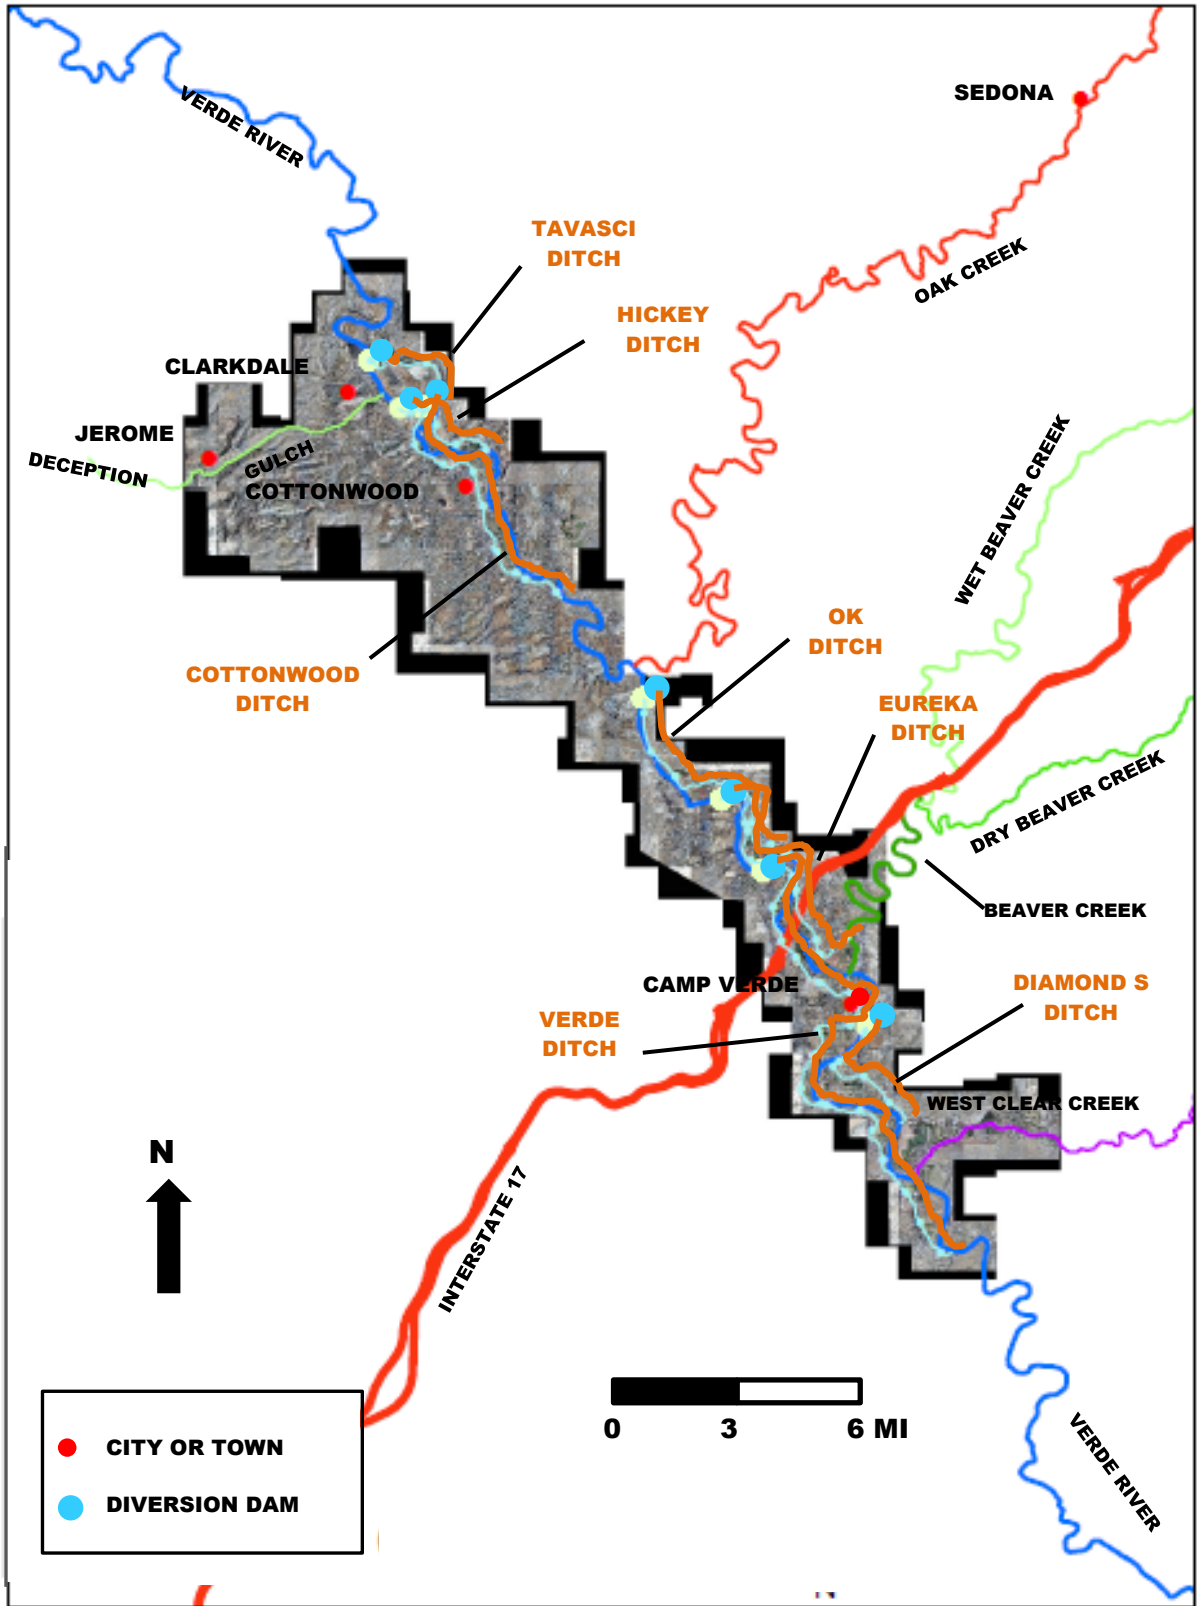 SEDONA
VERDE RIVER
TAVASCI
DITCH
OAK CREEK
HICKEY
DITCH
CLARKDALE
JEROME
GULCH
DECEPTION
COTTONWOOD
WET BEAVER CREEK
OK
DITCH
COTTONWOOD
DITCH
EUREKA
DITCH
DRY BEAVER CREEK
BEAVER CREEK
CAMP VERDE
DIAMOND S
DITCH
VERDE
DITCH
WEST CLEAR CREEK
N
INTERSTATE 17
0 3 6 MI
CITY OR TOWN
DIVERSION DAM
VERDE RIVER